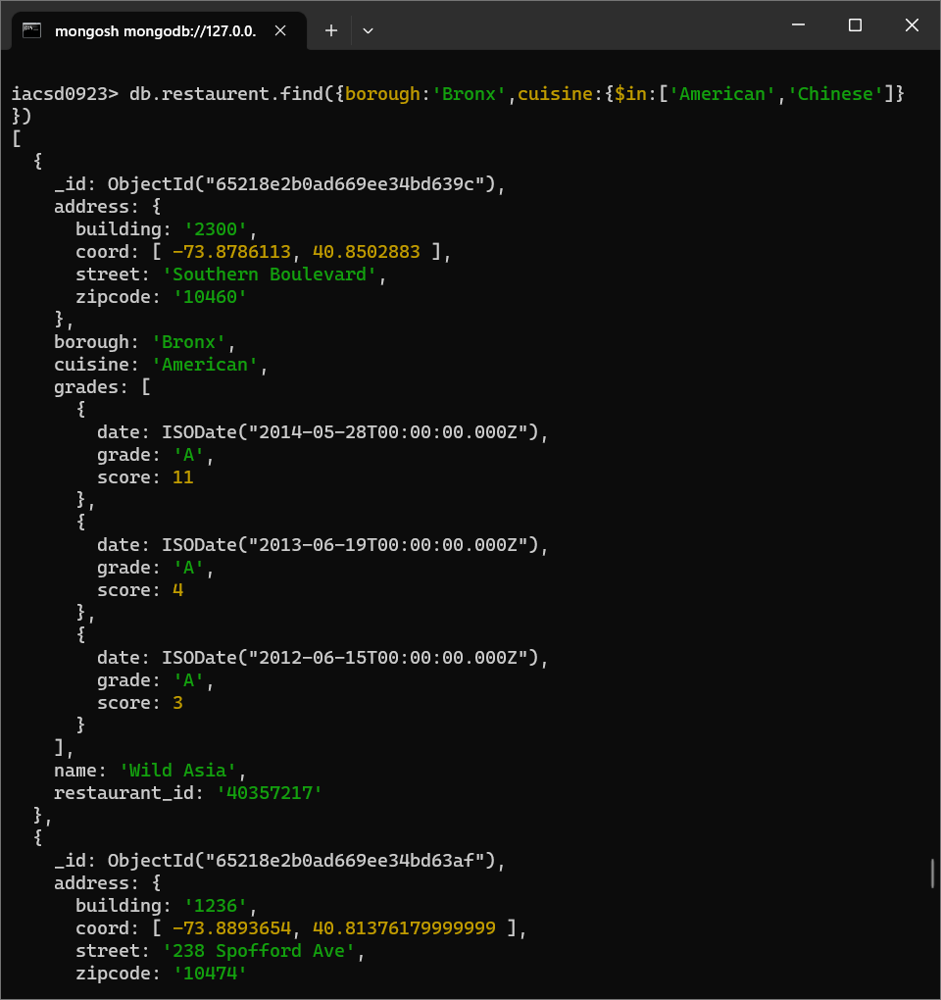 mongosh mongodb://127.0.0.
iacsd0923> db.restaurent.find({borough:'Bronx',cuisine:{$in:['American','Chinese']}
})
[
  {
    _id: ObjectId("65218e2b0ad669ee34bd639c"),
    address: {
      building: '2300',
      coord: [ -73.8786113, 40.8502883 ],
      street: 'Southern Boulevard',
      zipcode: '10460'
    },
    borough: 'Bronx',
    cuisine: 'American',
    grades: [
      {
        date: ISODate("2014-05-28T00:00:00.000Z"),
        grade: 'A',
        score: 11
      },
      {
        date: ISODate("2013-06-19T00:00:00.000Z"),
        grade: 'A',
        score: 4
      },
      {
        date: ISODate("2012-06-15T00:00:00.000Z"),
        grade: 'A',
        score: 3
      }
    ],
    name: 'Wild Asia',
    restaurant_id: '40357217'
  },
  {
    _id: ObjectId("65218e2b0ad669ee34bd63af"),
    address: {
      building: '1236',
      coord: [ -73.8893654, 40.81376179999999 ],
      street: '238 Spofford Ave',
      zipcode: '10474'